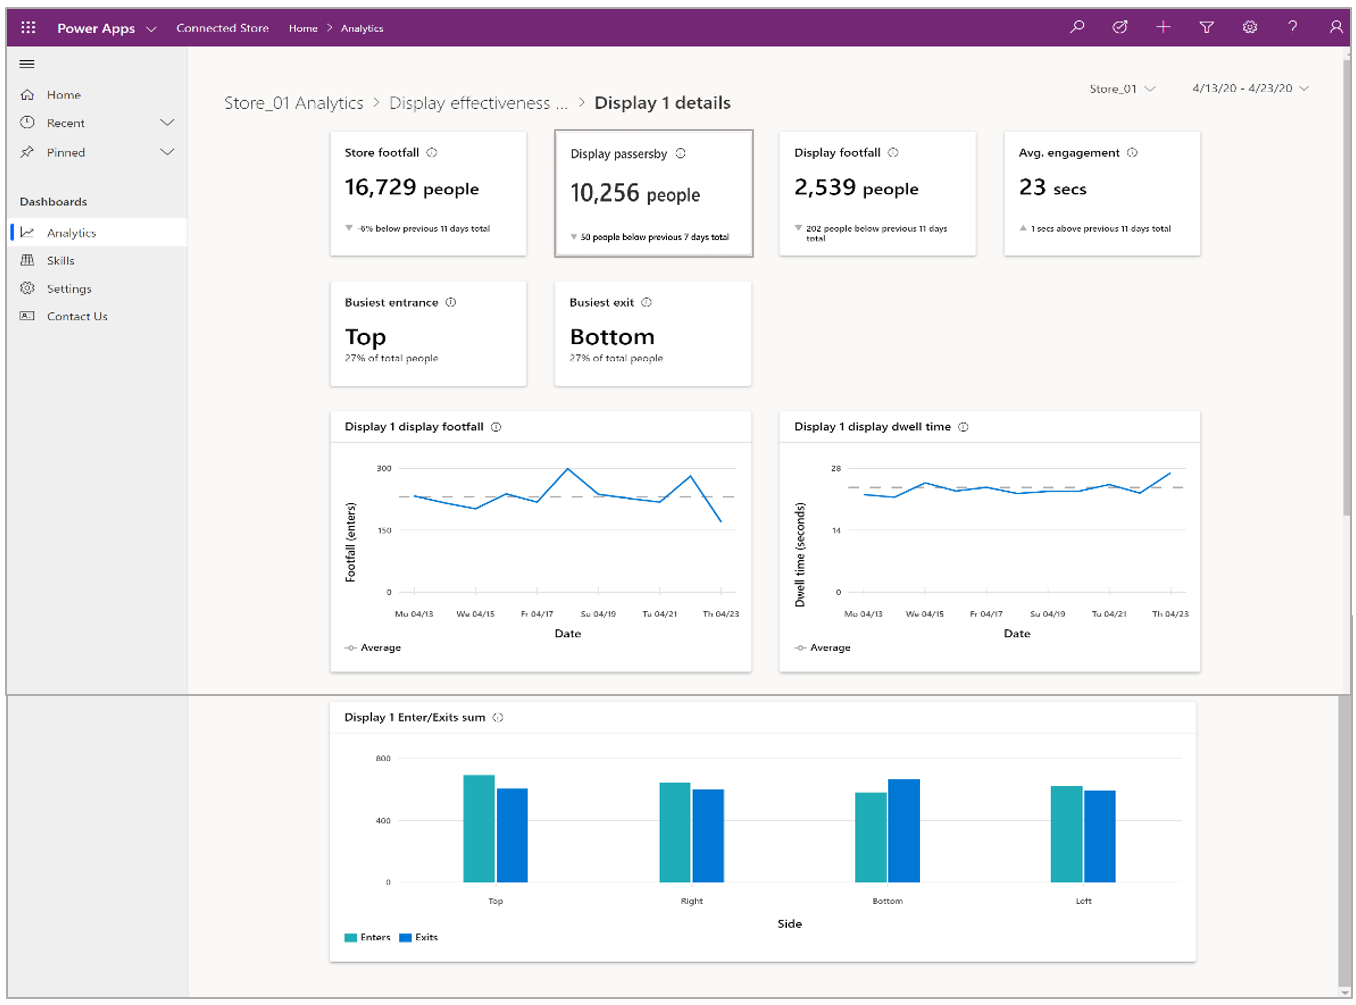 Power Apps Connected Store Home > Analytics
Home
Recent
Pinned
Dashboards
Analytics
Skills
Settings
Contact Us
Store_01 Analytics > Display effectiveness ... > Display 1 details
Store_01
4/13/20 - 4/23/20
Store footfall
16,729 people
-6% below previous 11 days total
Display passersby
10,256 people
50 people below previous 7 days total
Display footfall
2,539 people
202 people below previous 11 days
total
Avg. engagement
23 secs
1 secs above previous 11 days total
Busiest entrance
Top
27% of total people
Busiest exit
Bottom
27% of total people
Display 1 display footfall
300
150
0
Footfall (enters)
Mo 04/13 We 04/15 Fr 04/17 Su 04/19 Tu 04/21 Th 04/23
Date
Average
Display 1 display dwell time
28
14
0
Dwell time (seconds)
Mo 04/13 We 04/15 Fr 04/17 Su 04/19 Tu 04/21 Th 04/23
Date
Average
Display 1 Enter/Exits sum
800
400
0
Top Right Bottom Left
Side
Enters Exits